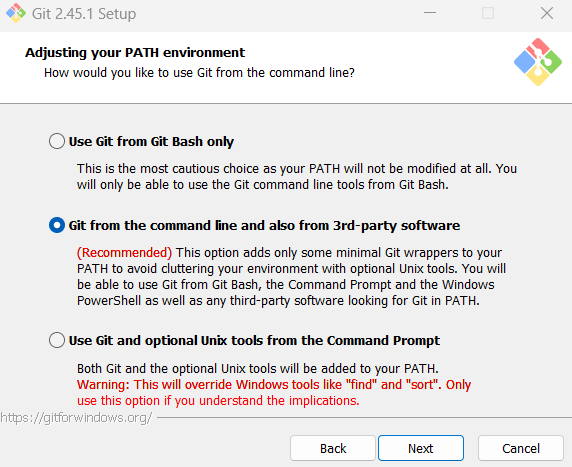 Git 2.45.1 Setup
Adjusting your PATH environment
How would you like to use Git from the command line?
Use Git from Git Bash only
This is the most cautious choice as your PATH will not be modified at all. You
will only be able to use the Git command line tools from Git Bash.
Git from the command line and also from 3rd-party software
(Recommended) This option adds only some minimal Git wrappers to your
PATH to avoid cluttering your environment with optional Unix tools. You will
be able to use Git from Git Bash, the Command Prompt and the Windows
PowerShell as well as any third-party software looking for Git in PATH.
Use Git and optional Unix tools from the Command Prompt
Both Git and the optional Unix tools will be added to your PATH.
Warning: This will override Windows tools like "find" and "sort". Only
use this option if you understand the implications.
https://gitforwindows.org/
Back Next Cancel